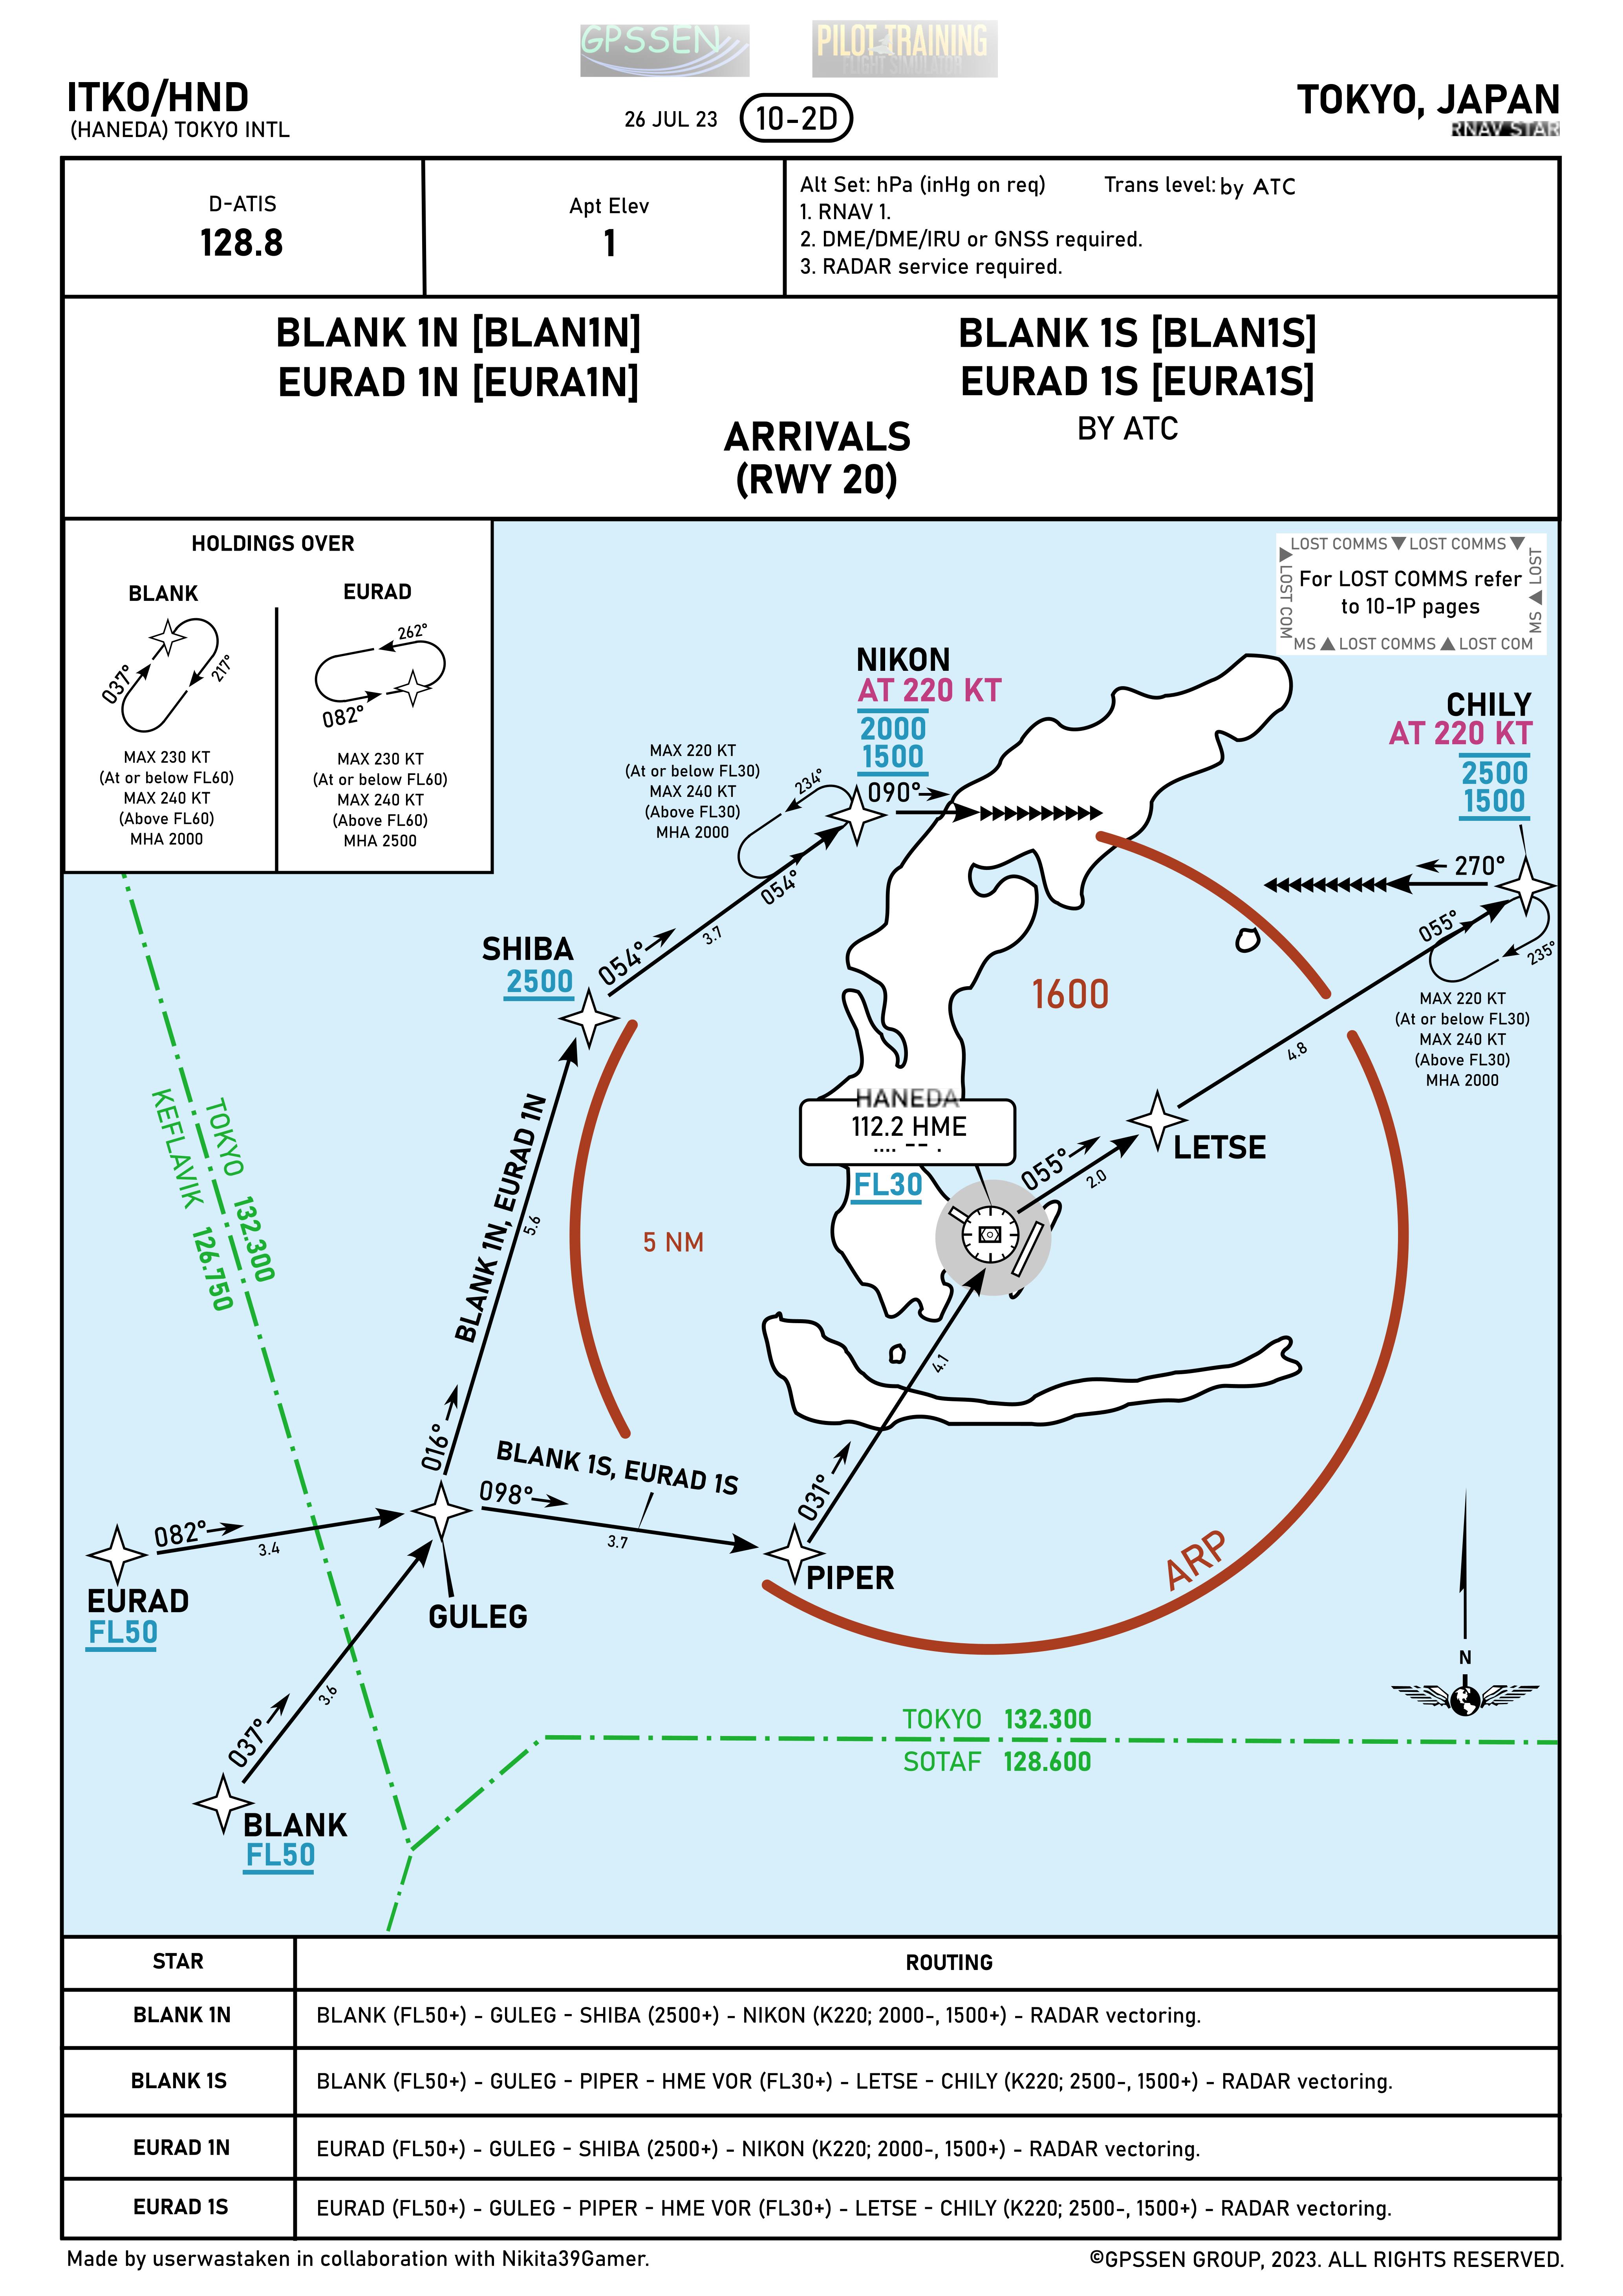 GPSSEN
PILOT TRAINING
FLIGHT SIMULATOR
ITKO/HND
(HANEDA) TOKYO INTL
26 JUL 23
10-2D
TOKYO, JAPAN
RNAV STAR
D-ATIS
128.8
Apt Elev
1
Alt Set: hPa (inHg on req) Trans level: by ATC
1. RNAV 1.
2. DME/DME/IRU or GNSS required.
3. RADAR service required.
BLANK 1N [BLAN1N]
EURAD 1N [EURA1N]
BLANK 1S [BLAN1S]
EURAD 1S [EURA1S]
BY ATC
ARRIVALS
(RWY 20)
HOLDINGS OVER
BLANK
037°
217°
MAX 230 KT
(At or below FL60)
MAX 240 KT
(Above FL60)
MHA 2000
EURAD
262°
082°
MAX 230 KT
(At or below FL60)
MAX 240 KT
(Above FL60)
MHA 2500
LOST COMMS ▼ LOST COMMS ▼
▲ LOST COM
For LOST COMMS refer
to 10-1P pages
MS ▲ LOST
MS ▲ LOST COMMS ▲ LOST COM
NIKON
AT 220 KT
2000
1500
090°
MAX 220 KT
(At or below FL30)
MAX 240 KT
(Above FL30)
MHA 2000
234°
054°
CHILY
AT 220 KT
2500
1500
270°
055°
235°
MAX 220 KT
(At or below FL30)
MAX 240 KT
(Above FL30)
MHA 2000
SHIBA
2500
054°
3.7
1600
4.8
HANEDA
112.2 HME
.... -- .
FL30
055°
2.0
LETSE
TOKYO 132.300
KEFLAVIK 126.750
BLANK 1N, EURAD 1N
5.6
5 NM
4.1
016°
BLANK 1S, EURAD 1S
098°
3.7
031°
082°
3.4
EURAD
FL50
GULEG
PIPER
ARP
N
037°
3.6
BLANK
FL50
TOKYO 132.300
SOTAF 128.600
STAR ROUTING
BLANK 1N BLANK (FL50+) - GULEG - SHIBA (2500+) - NIKON (K220; 2000-, 1500+) - RADAR vectoring.
BLANK 1S BLANK (FL50+) - GULEG - PIPER - HME VOR (FL30+) - LETSE - CHILY (K220; 2500-, 1500+) - RADAR vectoring.
EURAD 1N EURAD (FL50+) - GULEG - SHIBA (2500+) - NIKON (K220; 2000-, 1500+) - RADAR vectoring.
EURAD 1S EURAD (FL50+) - GULEG - PIPER - HME VOR (FL30+) - LETSE - CHILY (K220; 2500-, 1500+) - RADAR vectoring.
Made by userwastaken in collaboration with Nikita39Gamer.
©GPSSEN GROUP, 2023. ALL RIGHTS RESERVED.